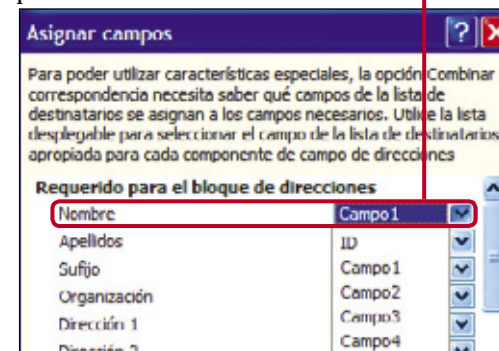 Asignar campos
Para poder utilizar características especiales, la opción Combinar
correspondencia necesita saber qué campos de la lista de
destinatarios se asignan a los campos necesarios. Utilice la lista
desplegable para seleccionar el campo de la lista de destinatarios
apropiada para cada componente de campo de direcciones
Requerido para el bloque de direcciones
Nombre Campo1
Apellidos ID
Sufijo Campo1
Organización Campo2
Dirección 1 Campo3
Dirección 2 Campo4